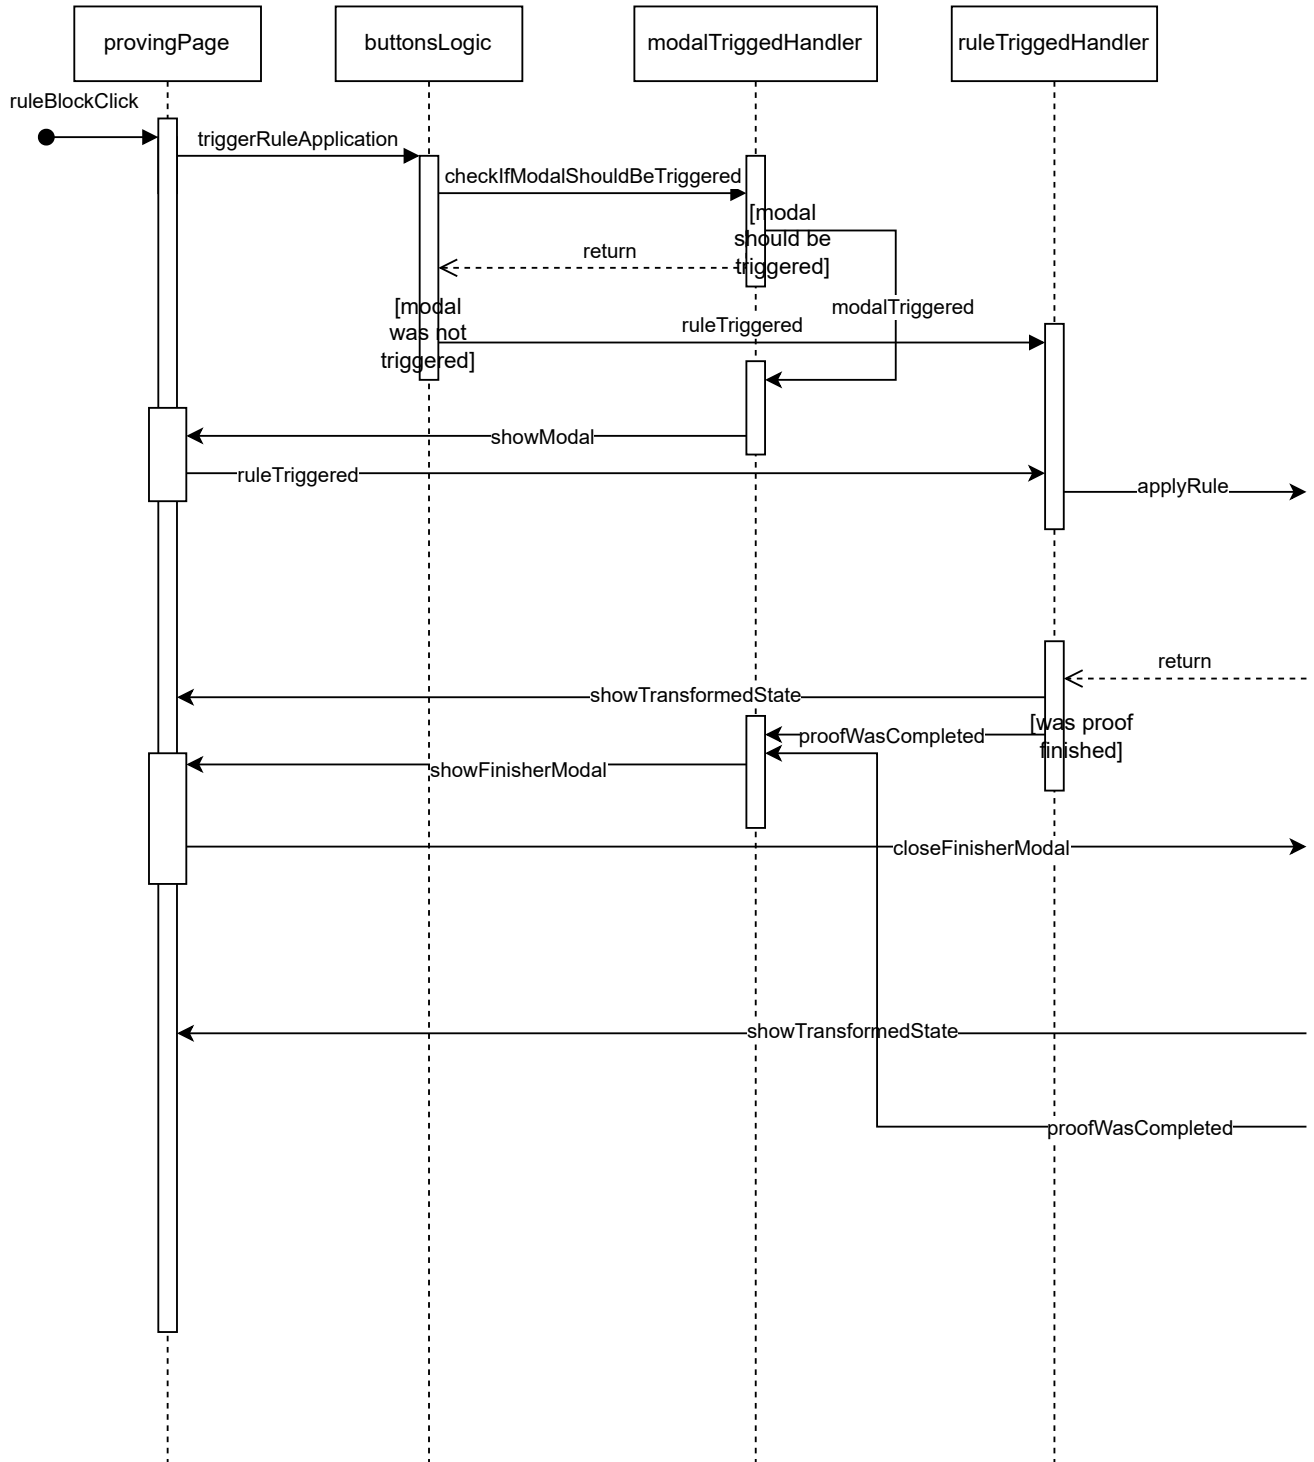 provingPage
buttonsLogic
modalTriggedHandler
ruleTriggedHandler
ruleBlockClick
triggerRuleApplication
checkIfModalShouldBeTriggered
[modal
should be
triggered]
return
[modal
was not
triggered]
modalTriggered
ruleTriggered
showModal
ruleTriggered
applyRule
return
showTransformedState
[was proof
finished]
proofWasCompleted
showFinisherModal
closeFinisherModal
showTransformedState
proofWasCompleted